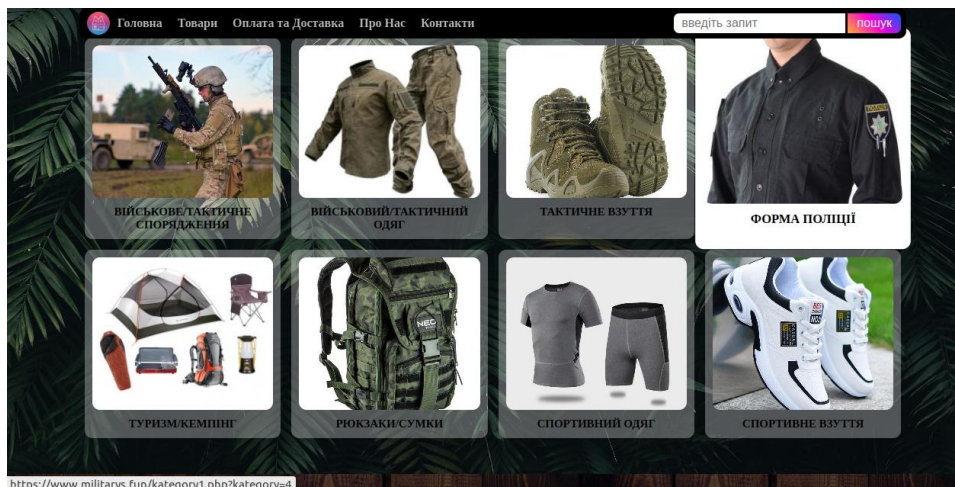 Головна Товари Оплата та Доставка Про Нас Контакти
введіть запит пошук
ВІЙСЬКОВЕ/ТАКТИЧНЕ
СПОРЯДЖЕННЯ
ВІЙСЬКОВИЙ/ТАКТИЧНИЙ
ОДЯГ
ТАКТИЧНЕ ВЗУТТЯ
ФОРМА ПОЛІЦІЇ
NEO
ТУРИЗМ/КЕМПІНГ
РЮКЗАКИ/СУМКИ
СПОРТИВНИЙ ОДЯГ
СПОРТИВНЕ ВЗУТТЯ
https://www.militarys.fun/kategory1.php?kategory=4